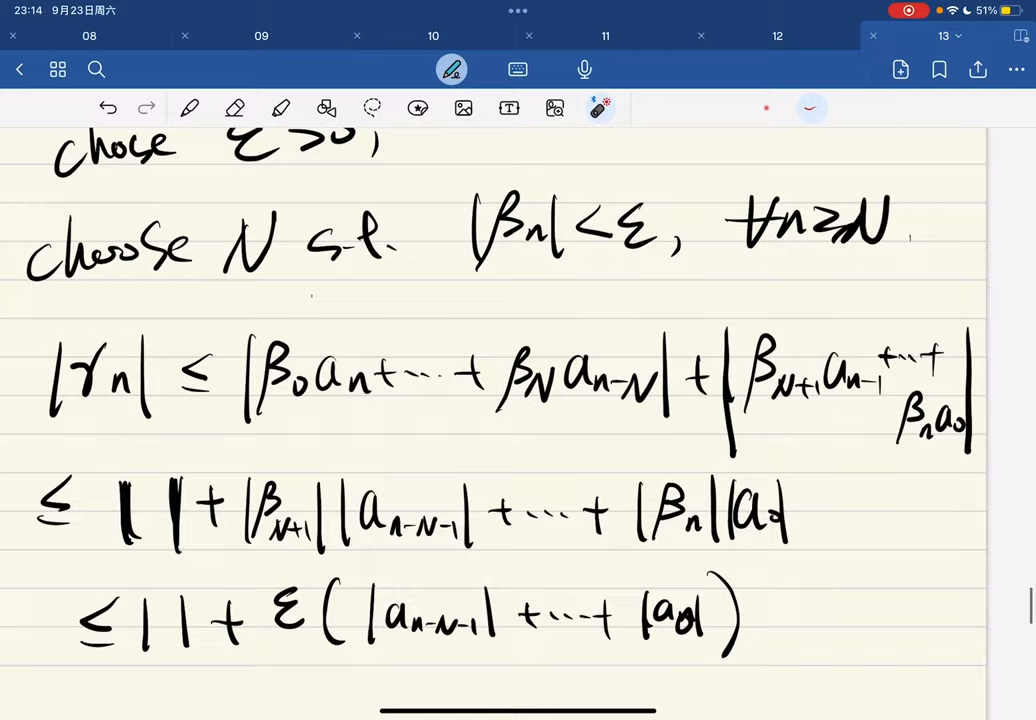 23:14 9月23日周六
51%
08 09 10 11 12 13
chose ε>0,
choose N s.t. |βn|<ε, ∀n≥N.
|γn| ≤ |β0an+...+βNan-N|+|βN+1an-1+...+
βna0|
≤ | |+|βN+1||an-N-1|+...+|βn||a0|
≤ | |+ε(|an-N-1|+...+|a0|)